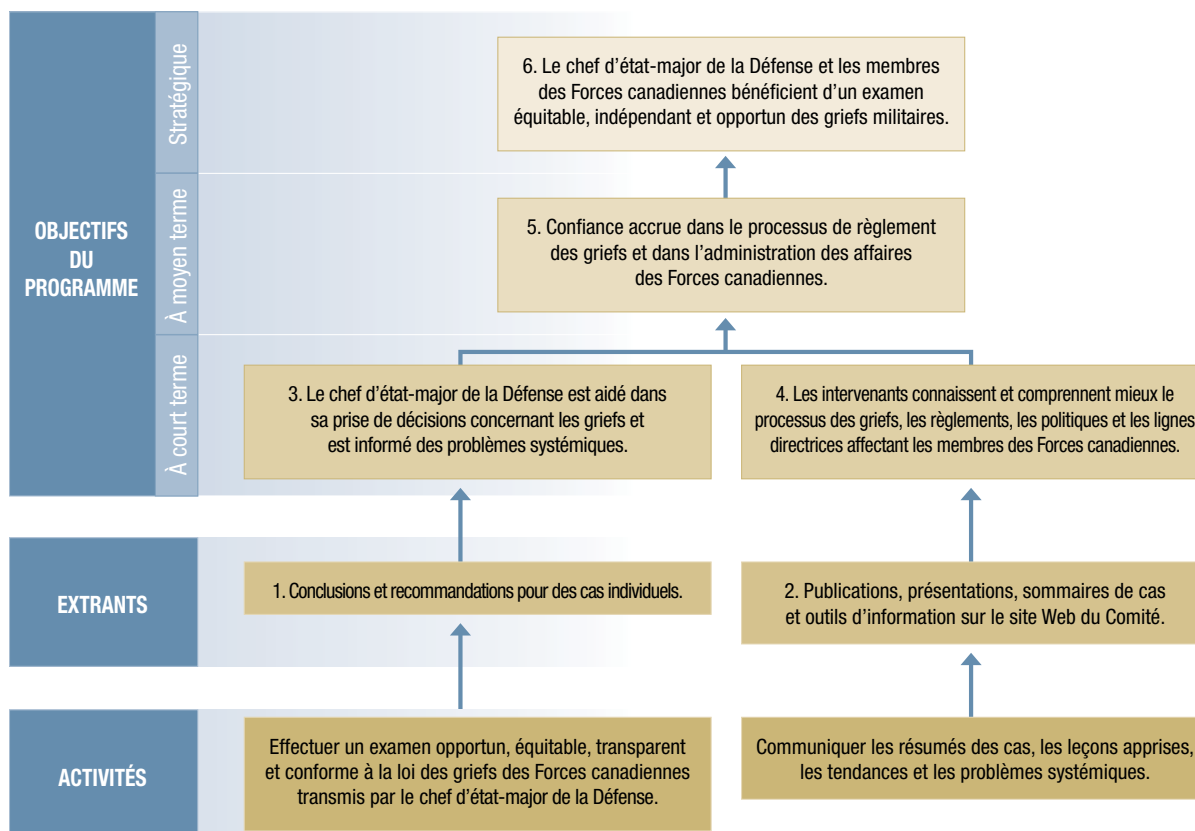 OBJECTIFS
DU
PROGRAMME
Stratégique
6. Le chef d'état-major de la Défense et les membres
des Forces canadiennes bénéficient d'un examen
équitable, indépendant et opportun des griefs militaires.
À moyen terme
5. Confiance accrue dans le processus de règlement
des griefs et dans l'administration des affaires
des Forces canadiennes.
À court terme
3. Le chef d'état-major de la Défense est aidé dans
sa prise de décisions concernant les griefs et
est informé des problèmes systémiques.
4. Les intervenants connaissent et comprennent mieux le
processus des griefs, les règlements, les politiques et les lignes
directrices affectant les membres des Forces canadiennes.
EXTRANTS
1. Conclusions et recommandations pour des cas individuels.
2. Publications, présentations, sommaires de cas
et outils d'information sur le site Web du Comité.
ACTIVITÉS
Effectuer un examen opportun, équitable, transparent
et conforme à la loi des griefs des Forces canadiennes
transmis par le chef d'état-major de la Défense.
Communiquer les résumés des cas, les leçons apprises,
les tendances et les problèmes systémiques.